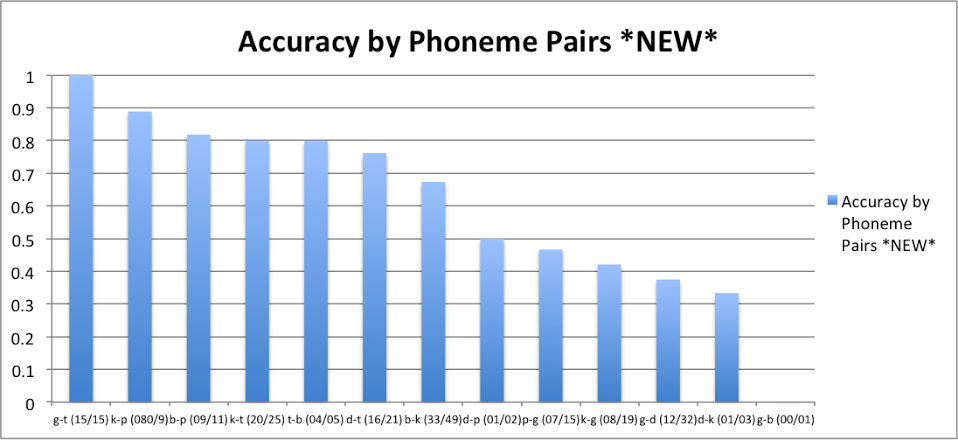 Accuracy by Phoneme Pairs *NEW*
1
0.9
0.8
0.7
0.6
0.5
0.4
0.3
0.2
0.1
0
g-t (15/15) k-p (080/9) b-p (09/11) k-t (20/25) t-b (04/05) d-t (16/21) b-k (33/49) d-p (01/02) p-g (07/15) k-g (08/19) g-d (12/32) d-k (01/03) g-b (00/01)
Accuracy by
Phoneme
Pairs *NEW*